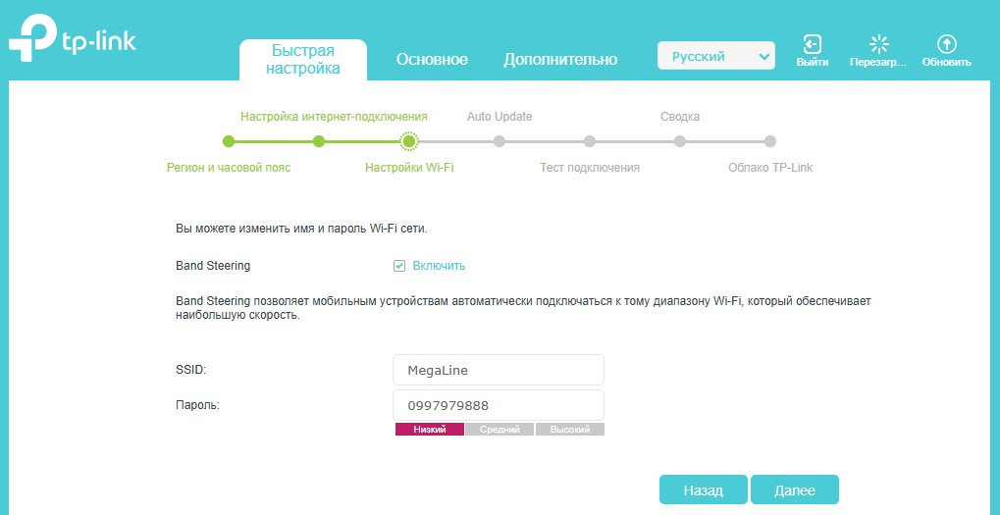 tp-link
Быстрая
настройка
Основное
Дополнительно
Русский
Выйти
Перезагр...
Обновить
Настройка интернет-подключения
Auto Update
Сводка
Регион и часовой пояс
Настройки Wi-Fi
Тест подключения
Облако TP-Link
Вы можете изменить имя и пароль Wi-Fi сети.
Band Steering
Включить
Band Steering позволяет мобильным устройствам автоматически подключаться к тому диапазону Wi-Fi, который обеспечивает
наибольшую скорость.
SSID:
MegaLine
Пароль:
0997979888
Низкий
Средний
Высокий
Назад
Далее